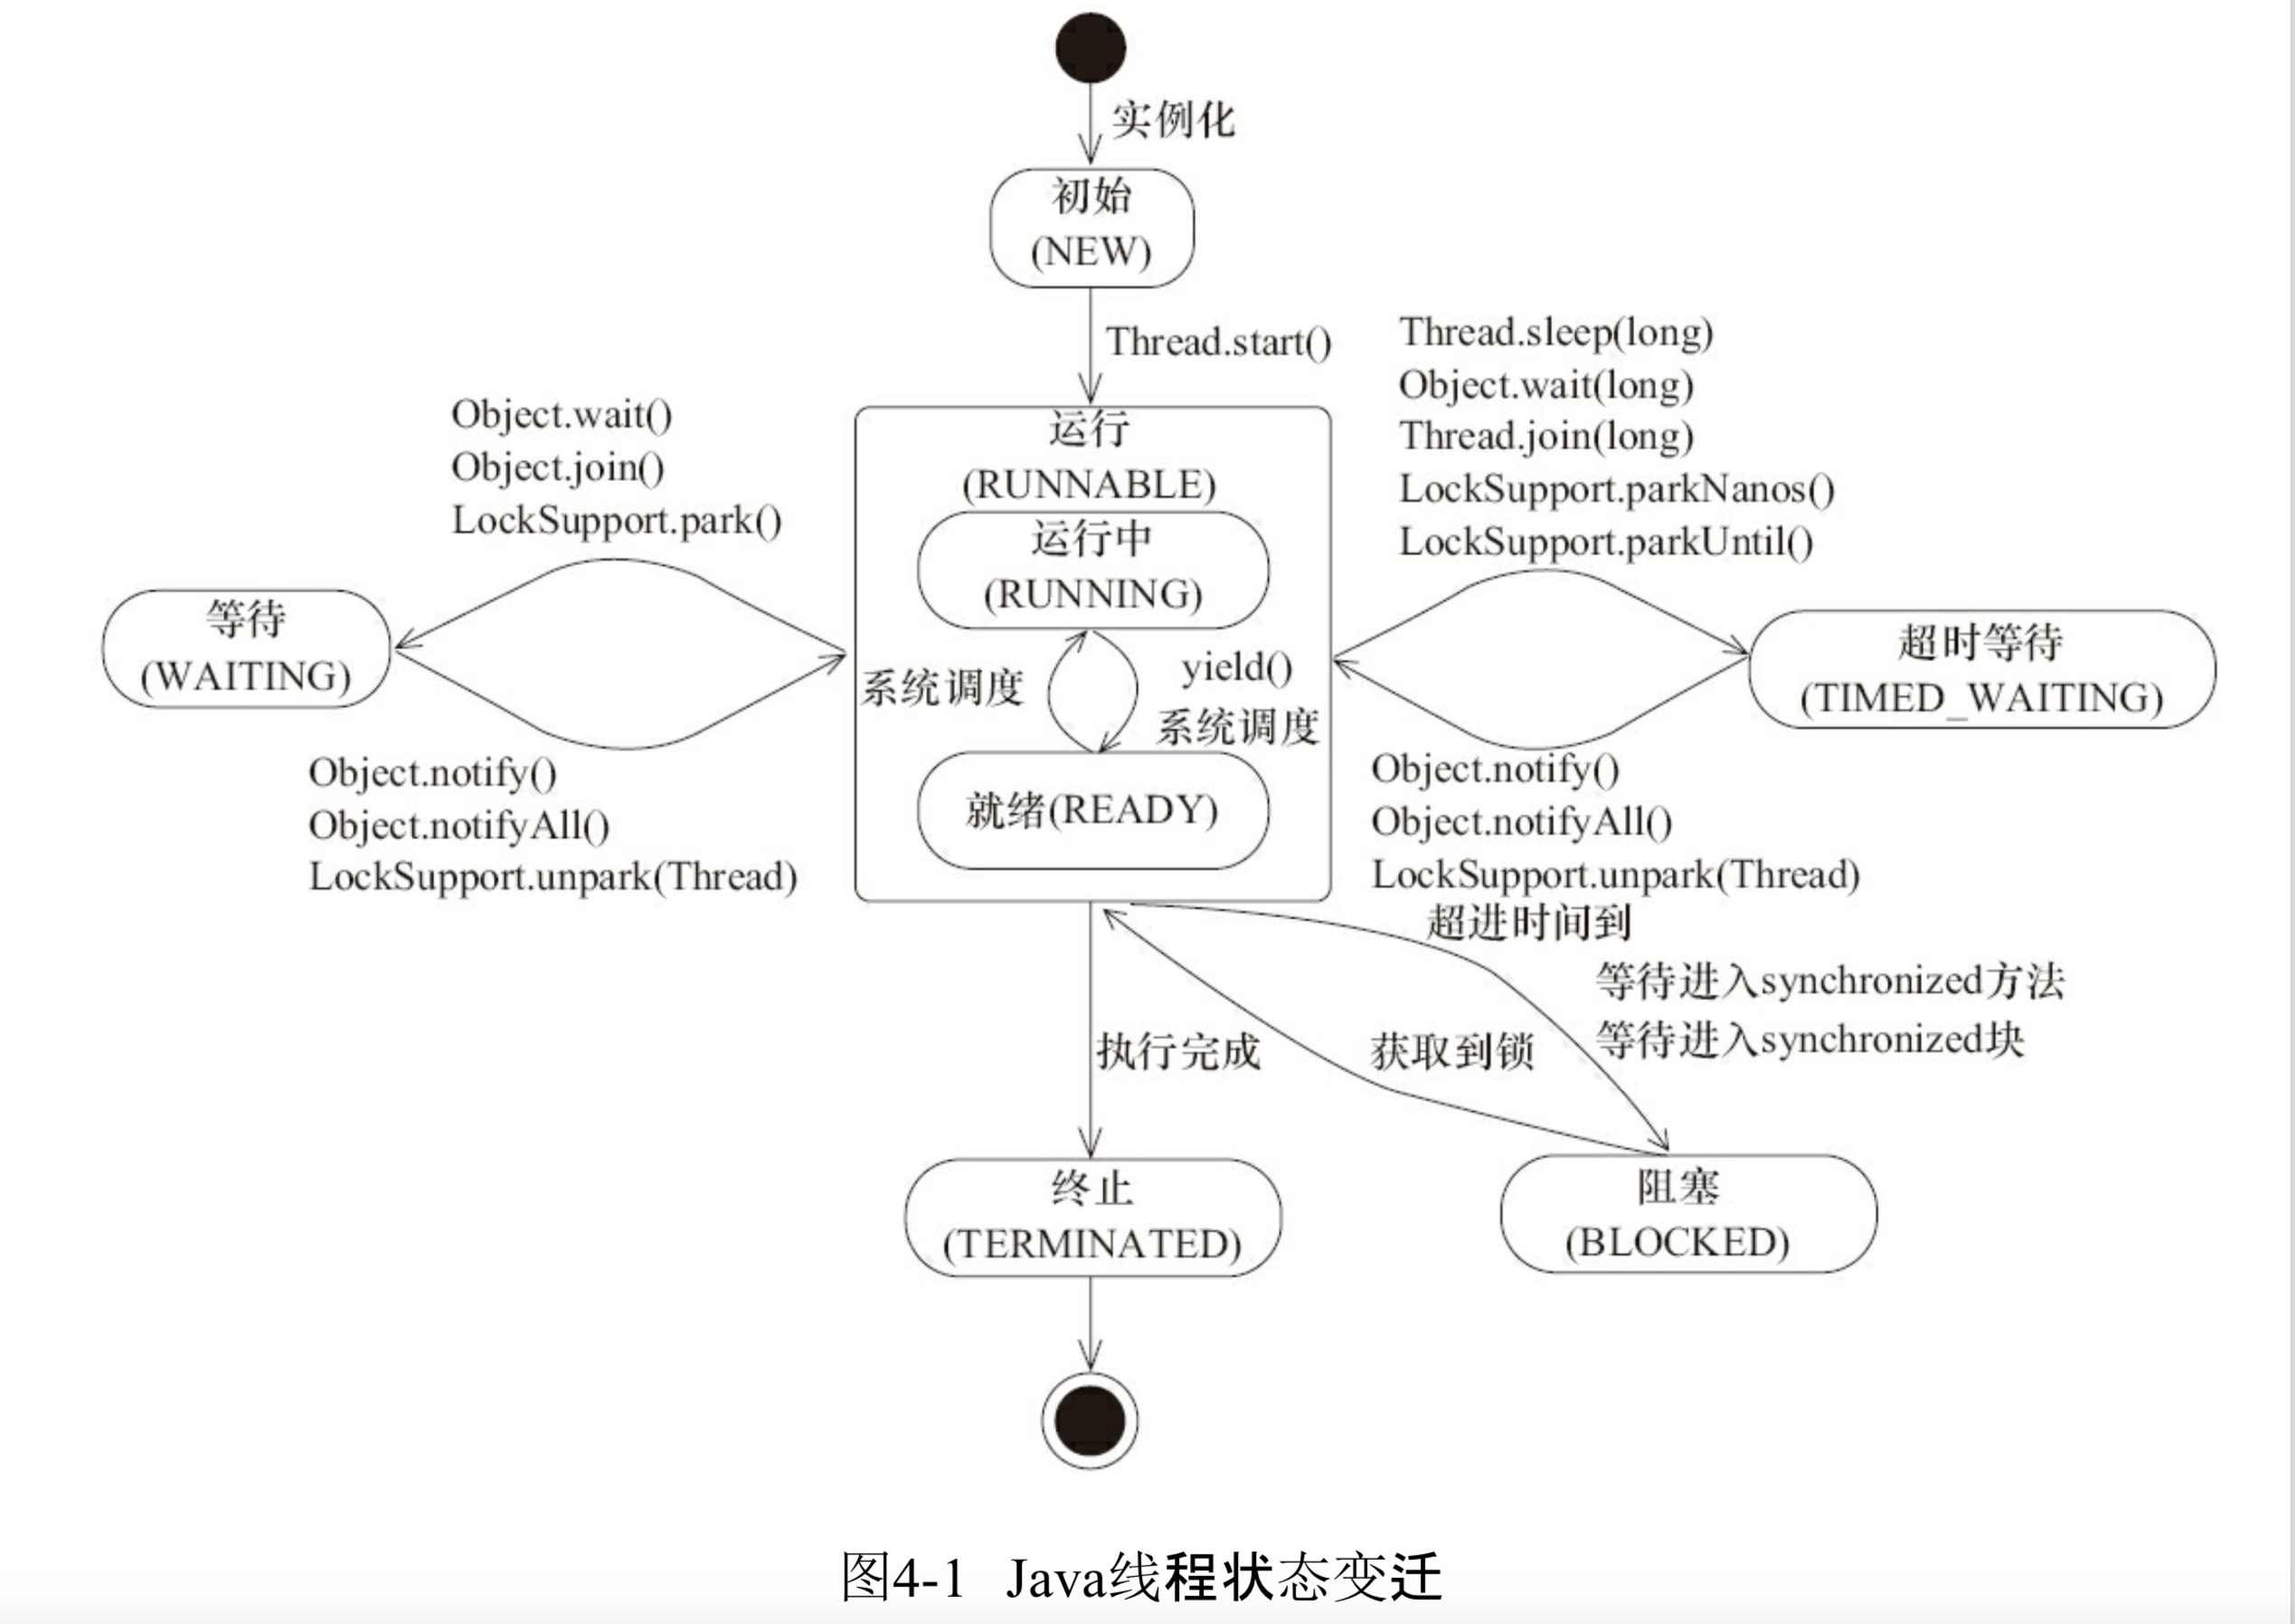 实例化
初始
(NEW)
Thread.start()
Object.wait()
Object.join()
LockSupport.park()
Thread.sleep(long)
Object.wait(long)
Thread.join(long)
LockSupport.parkNanos()
LockSupport.parkUntil()
运行
(RUNNABLE)
运行中
(RUNNING)
等待
(WAITING)
系统调度
yield()
系统调度
超时等待
(TIMED_WAITING)
就绪(READY)
Object.notify()
Object.notifyAll()
LockSupport.unpark(Thread)
Object.notify()
Object.notifyAll()
LockSupport.unpark(Thread)
超进时间到
等待进入synchronized方法
等待进入synchronized块
执行完成
获取到锁
终止
(TERMINATED)
阻塞
(BLOCKED)
图4-1 Java线程状态变迁